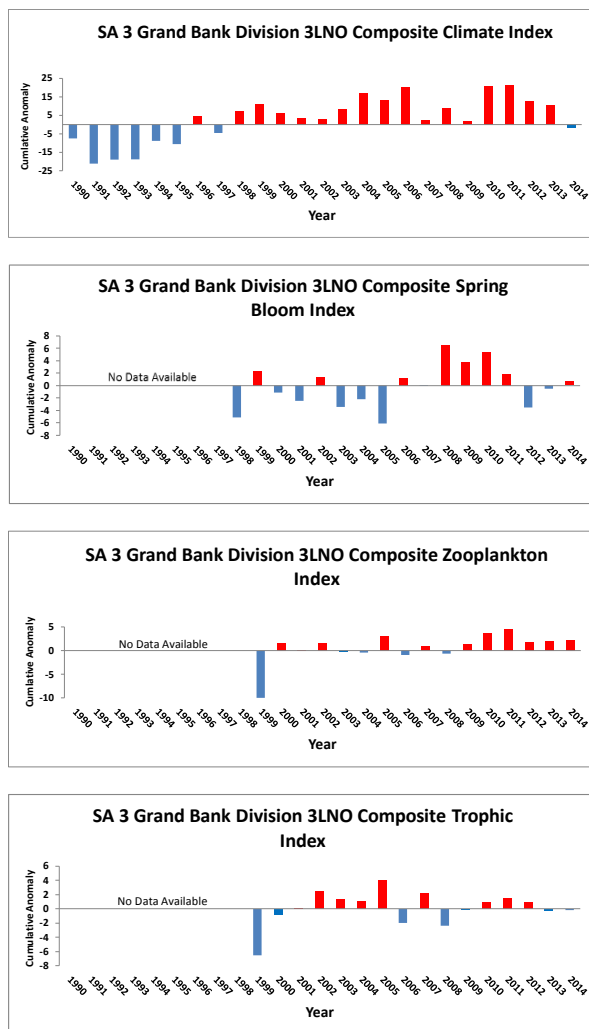 SA 3 Grand Bank Division 3LNO Composite Climate Index
Cumlative Anomaly
25
15
5
-5
-15
-25
1990 1991 1992 1993 1994 1995 1996 1997 1998 1999 2000 2001 2002 2003 2004 2005 2006 2007 2008 2009 2010 2011 2012 2013 2014
Year
SA 3 Grand Bank Division 3LNO Composite Spring
Bloom Index
Cumulative Anomaly
8
6
4
2
0
-2
-4
-6
-8
No Data Available
1990 1991 1992 1993 1994 1995 1996 1997 1998 1999 2000 2001 2002 2003 2004 2005 2006 2007 2008 2009 2010 2011 2012 2013 2014
Year
SA 3 Grand Bank Division 3LNO Composite Zooplankton
Index
Cumlative Anomaly
5
0
-5
-10
No Data Available
1990 1991 1992 1993 1994 1995 1996 1997 1998 1999 2000 2001 2002 2003 2004 2005 2006 2007 2008 2009 2010 2011 2012 2013 2014
Year
SA 3 Grand Bank Division 3LNO Composite Trophic
Index
Cumulative Anomaly
6
4
2
0
-2
-4
-6
-8
No Data Available
1990 1991 1992 1993 1994 1995 1996 1997 1998 1999 2000 2001 2002 2003 2004 2005 2006 2007 2008 2009 2010 2011 2012 2013 2014
Year